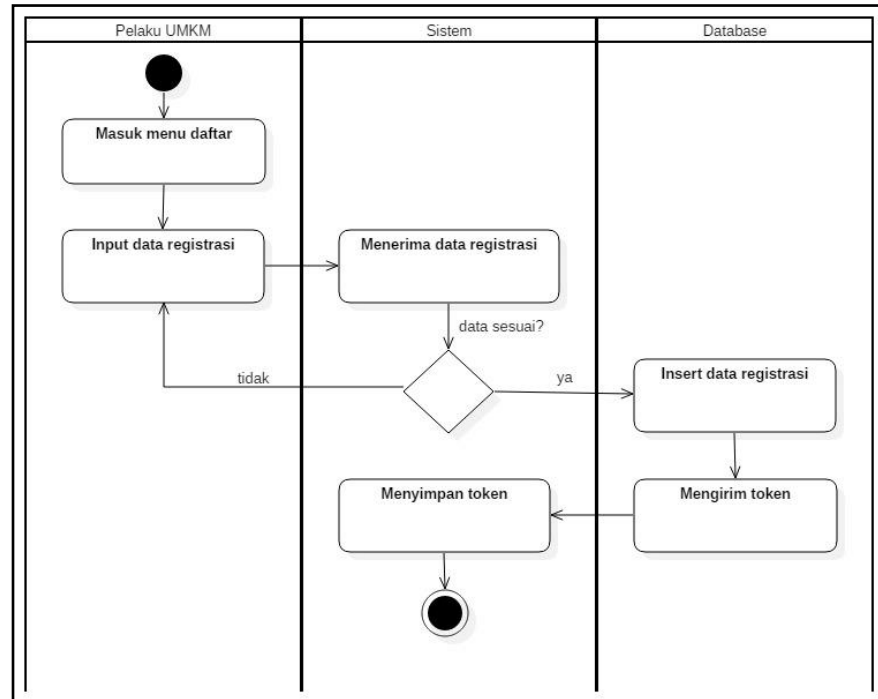 Pelaku UMKM
Sistem
Database
Masuk menu daftar
Input data registrasi
Menerima data registrasi
data sesuai?
tidak
ya
Insert data registrasi
Menyimpan token
Mengirim token